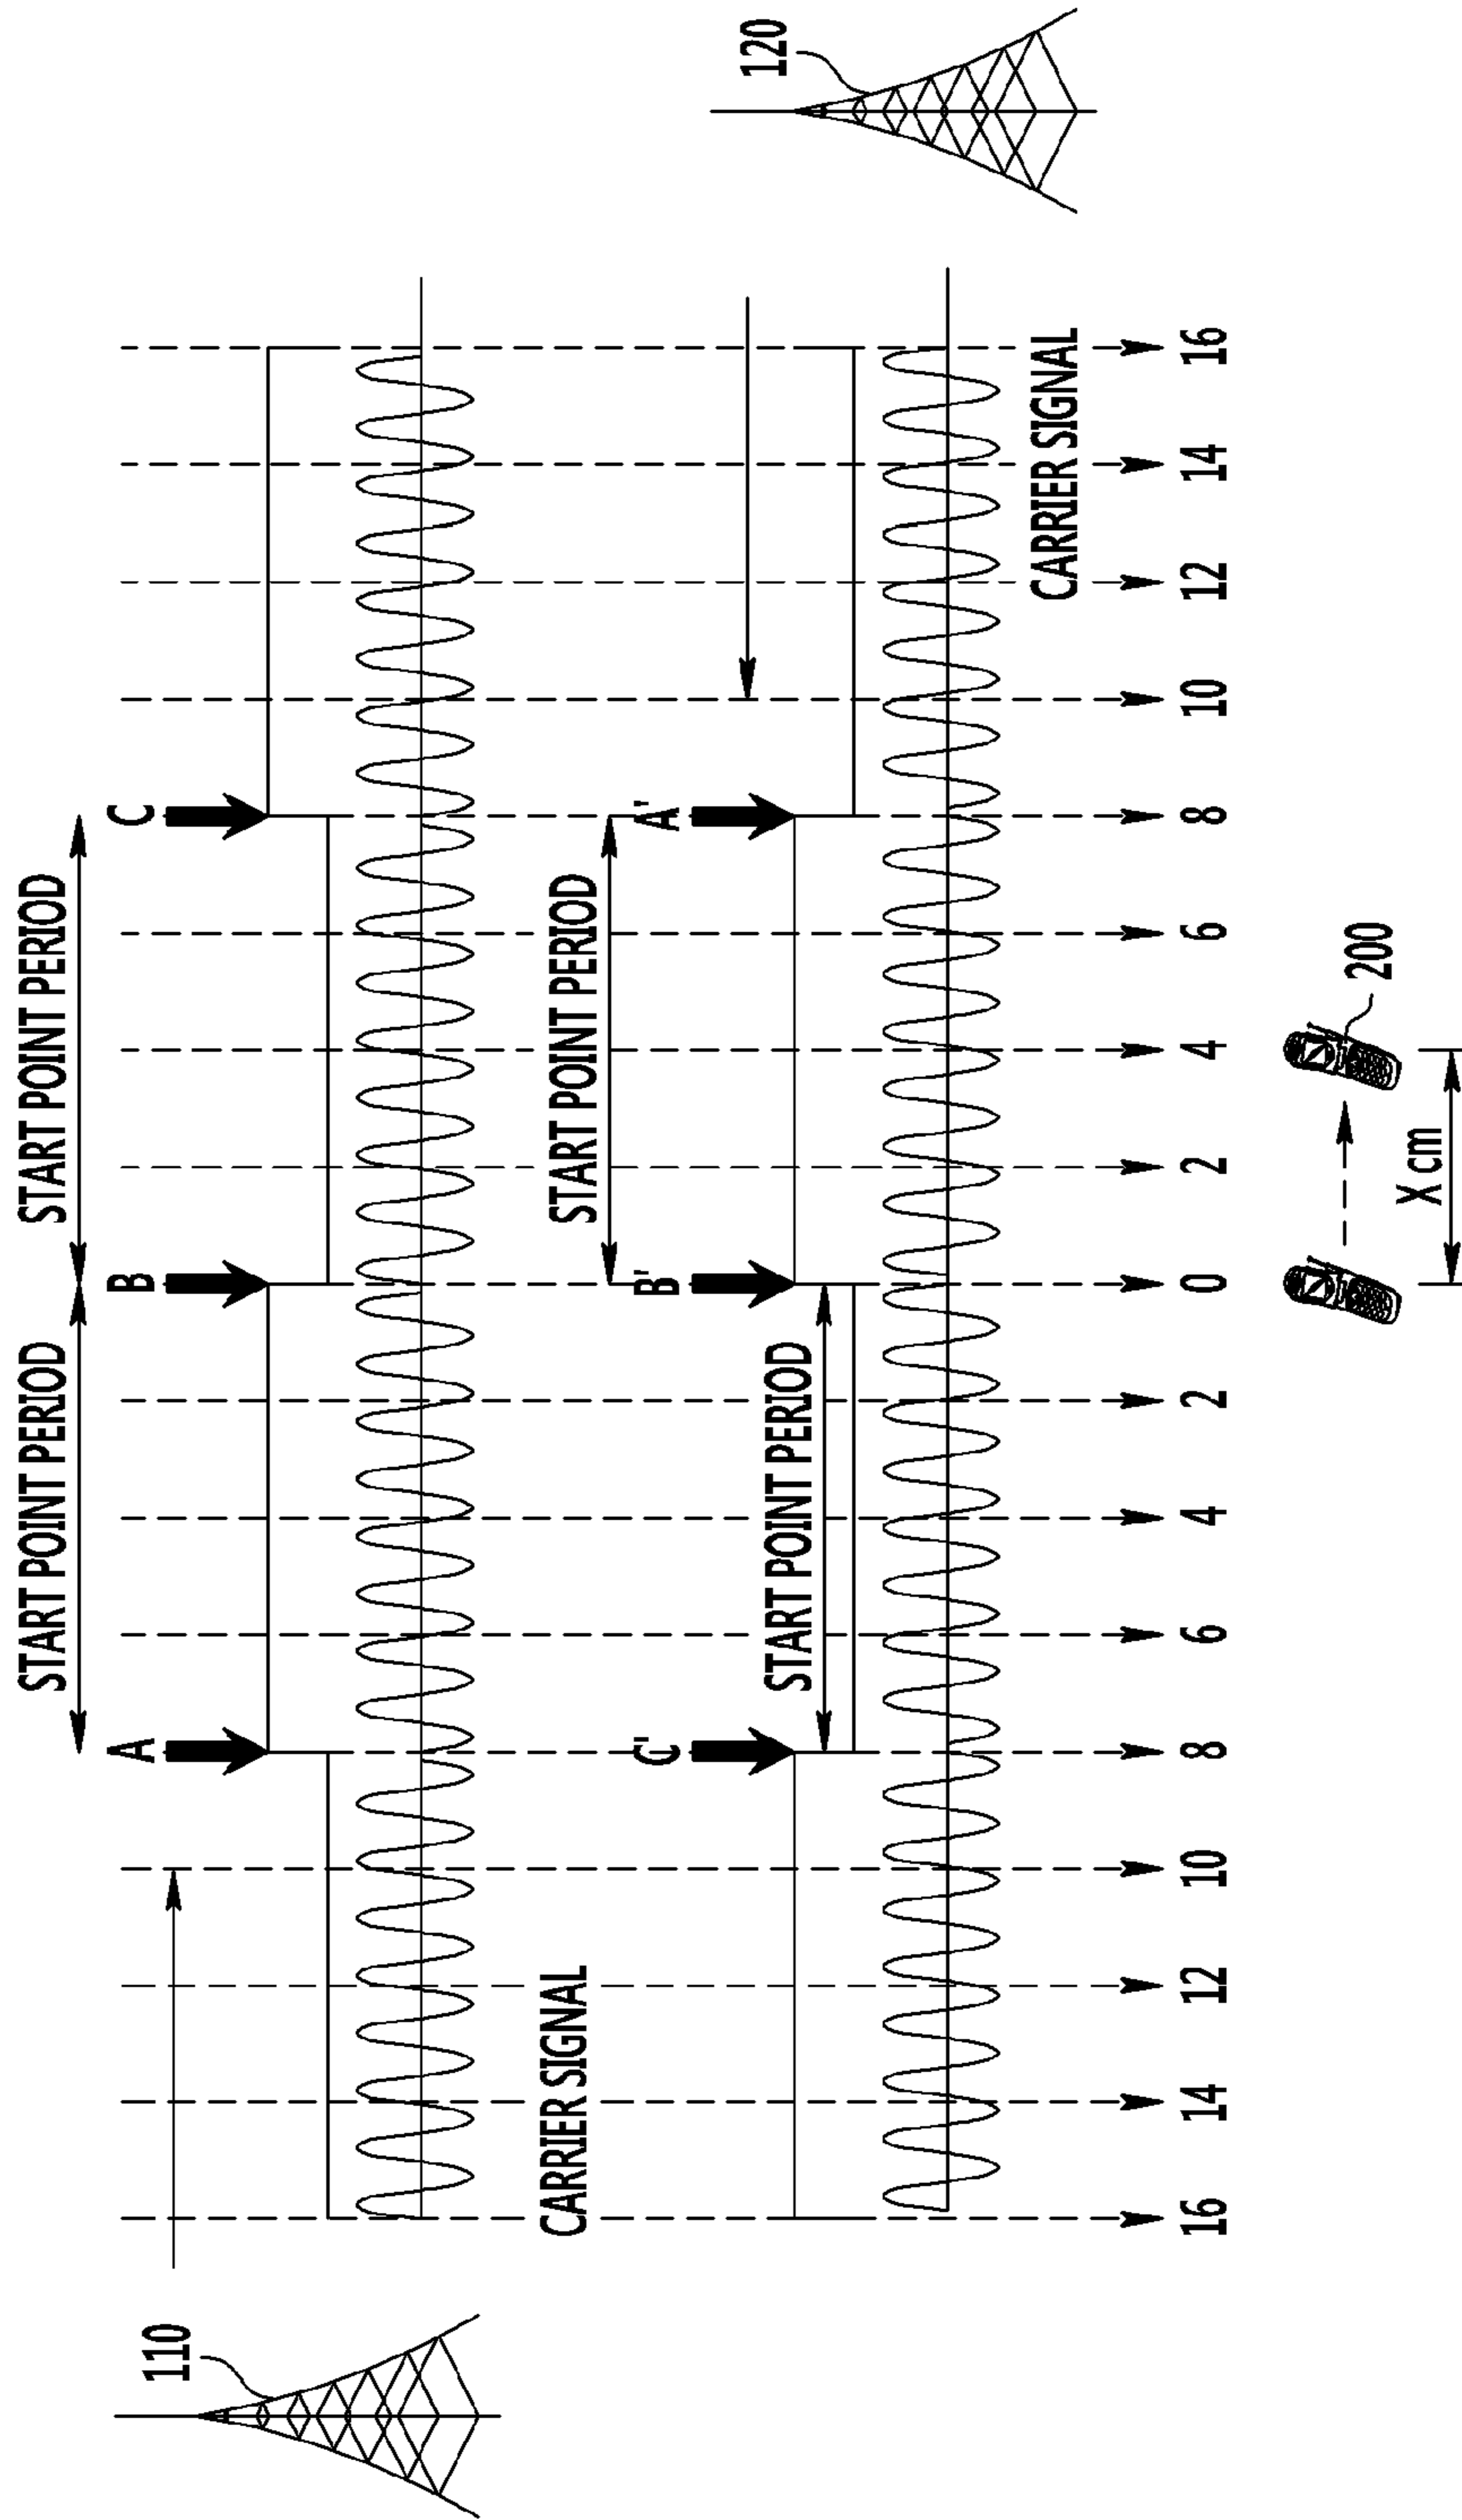 START POINT PERIOD START POINT PERIOD
A B C
110
CARRIER SIGNAL
START POINT PERIOD
C' B' A'
120
START POINT PERIOD
CARRIER SIGNAL
16 14 12 10 8 6 4 2 0 2 4 6 8 10 12 14 16
200
X cm